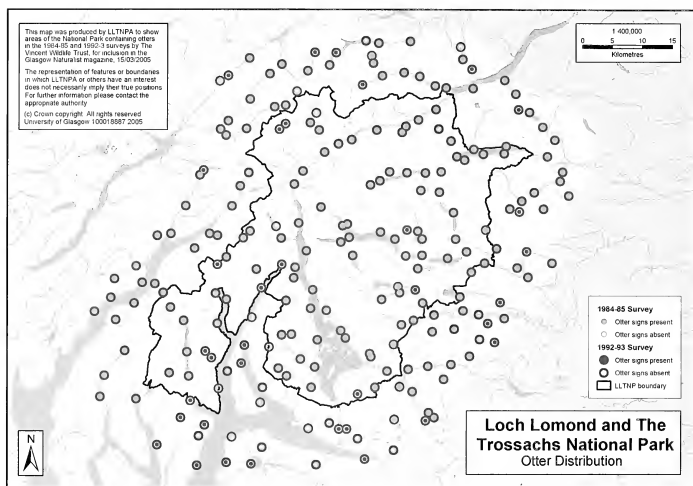 This map was produced by LLTNPA to show
areas of the National Park containing otters
in the 1984-85 and 1992-3 surveys by The
Vincent Wildlife Trust, for inclusion in the
Glasgow Naturalist magazine, 15/03/2005
The representation of features or boundaries
in which LLTNPA or others have an interest
does not necessarily imply their true positions
For further information please contact the
appropriate authority
(c) Crown copyright All rights reserved
University of Glasgow 100018887 2005
1 400,000
0 5 10 15
Kilometres
1984-85 Survey
Otter signs present
Otter signs absent
1992-93 Survey
Otter signs present
Otter signs absent
LLTNP boundary
N
Loch Lomond and The
Trossachs National Park
Otter Distribution